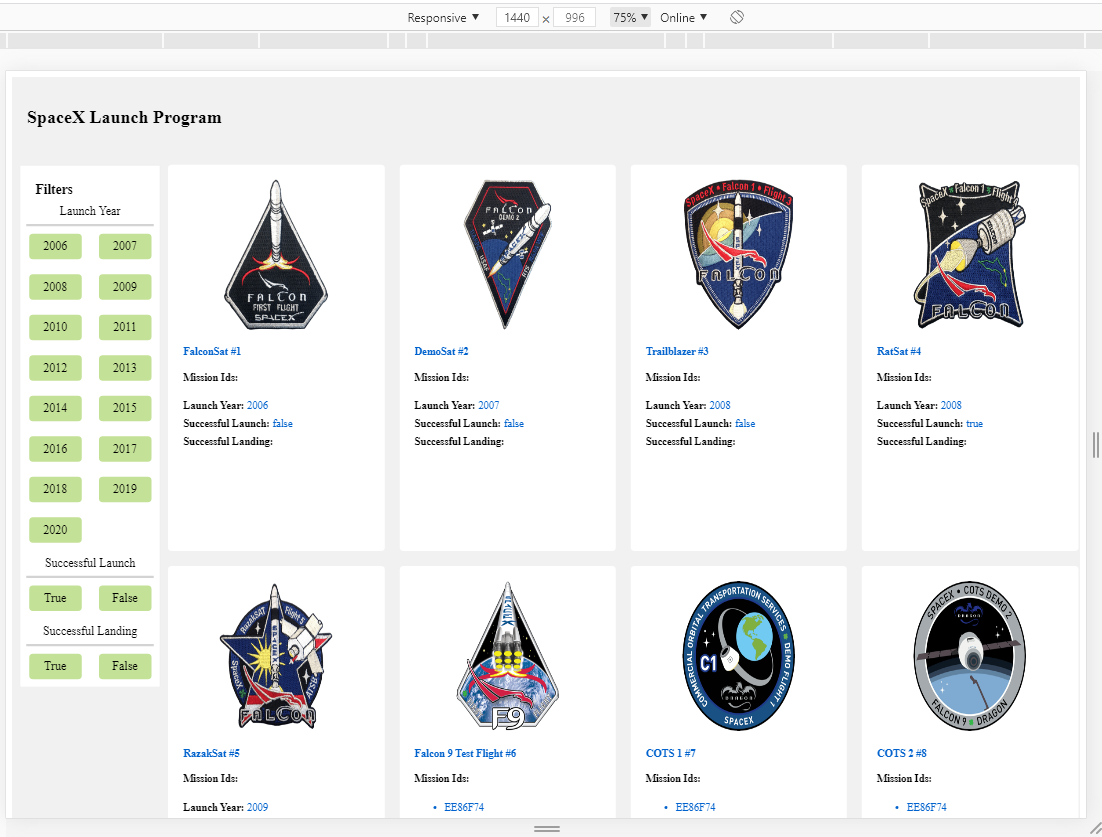 Responsive ▼ 1440 × 996 75% ▼ Online ▼
SpaceX Launch Program
Filters
Launch Year
2006 2007
2008 2009
2010 2011
2012 2013
2014 2015
2016 2017
2018 2019
2020
Successful Launch
True False
Successful Landing
True False
FALCON
FIRST FLIGHT
SPACEX
FalconSat #1
Mission Ids:
Launch Year: 2006
Successful Launch: false
Successful Landing:
FALCON
DEMO 2
DemoSat #2
Mission Ids:
Launch Year: 2007
Successful Launch: false
Successful Landing:
SpaceX • Falcon 1 • Flight 3
FALCON
Trailblazer #3
Mission Ids:
Launch Year: 2008
Successful Launch: false
Successful Landing:
SpaceX Falcon 1 Flight
FALCON
RatSat #4
Mission Ids:
Launch Year: 2008
Successful Launch: true
Successful Landing:
RazakSAT Flight 5
SpaceX
SPACEX
ATSB
FALCON
RazakSat #5
Mission Ids:
Launch Year: 2009
F9
Falcon 9 Test Flight #6
Mission Ids:
• EE86F74
COMMERCIAL ORBITAL TRANSPORTATION SERVICES DEMO FLIGHT 1
C1
DRAGON
SPACEX
COTS 1 #7
Mission Ids:
• EE86F74
SPACEX • COTS DEMO 2
DRAGON
FALCON 9 DRAGON
COTS 2 #8
Mission Ids:
• EE86F74